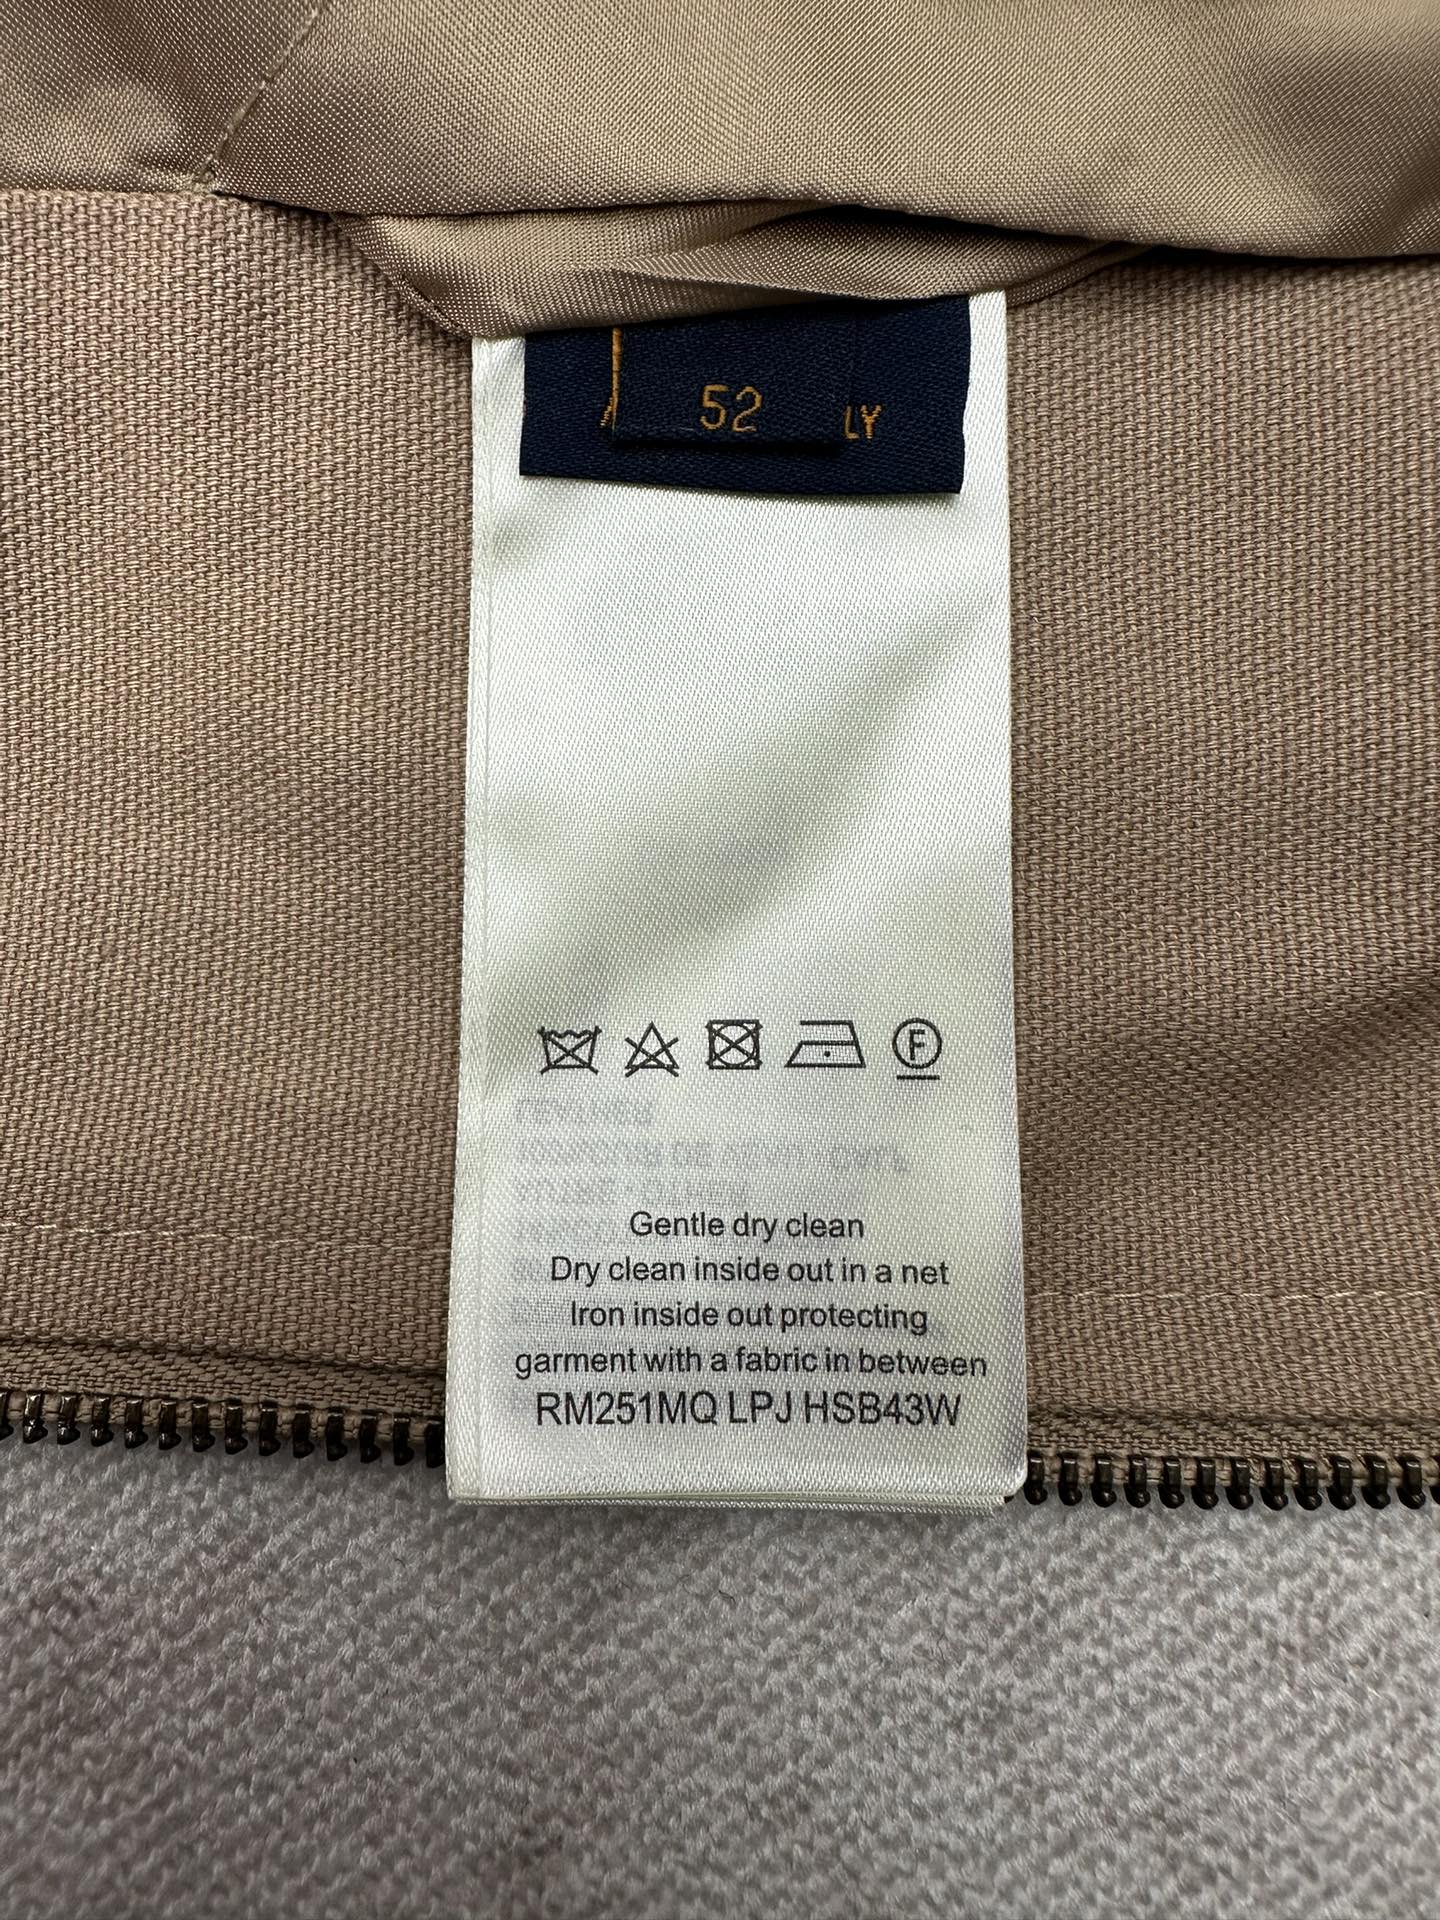 52
LY
F
Gentle dry clean
Dry clean inside out in a net
Iron inside out protecting
garment with a fabric in between
RM251MQ LPJ HSB43W